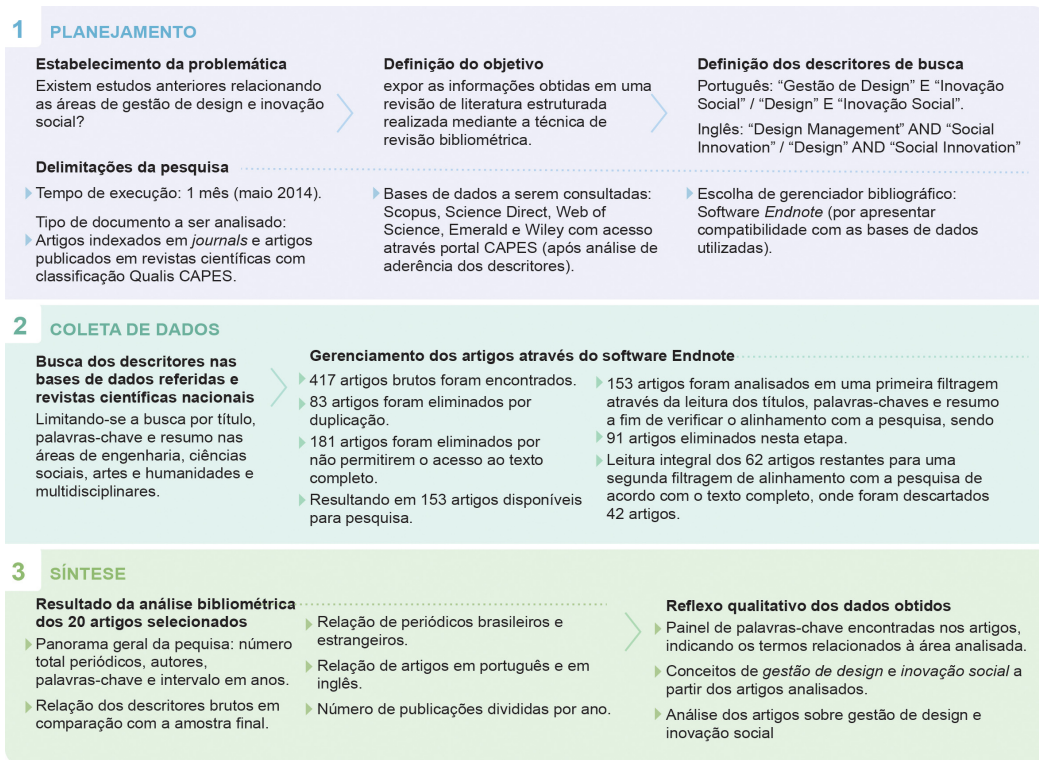 1 PLANEJAMENTO
Estabelecimento da problemática
Existem estudos anteriores relacionando
as áreas de gestão de design e inovação
social?
Definição do objetivo
expor as informações obtidas em uma
revisão de literatura estruturada
realizada mediante a técnica de
revisão bibliométrica.
Definição dos descritores de busca
Português: “Gestão de Design” E “Inovação
Social” / “Design” E “Inovação Social”.
Inglês: “Design Management” AND “Social
Innovation” / “Design” AND “Social Innovation”
Delimitações da pesquisa
Tempo de execução: 1 mês (maio 2014).
Tipo de documento a ser analisado:
Artigos indexados em journals e artigos
publicados em revistas científicas com
classificação Qualis CAPES.
Bases de dados a serem consultadas:
Scopus, Science Direct, Web of
Science, Emerald e Wiley com acesso
através portal CAPES (após análise de
aderência dos descritores).
Escolha de gerenciador bibliográfico:
Software Endnote (por apresentar
compatibilidade com as bases de dados
utilizadas).
2 COLETA DE DADOS
Busca dos descritores nas
bases de dados referidas e
revistas científicas nacionais
Limitando-se a busca por título,
palavras-chave e resumo nas
áreas de engenharia, ciências
sociais, artes e humanidades e
multidisciplinares.
Gerenciamento dos artigos através do software Endnote
417 artigos brutos foram encontrados.
83 artigos foram eliminados por
duplicação.
181 artigos foram eliminados por
não permitirem o acesso ao texto
completo.
Resultando em 153 artigos disponíveis
para pesquisa.
153 artigos foram analisados em uma primeira filtragem
através da leitura dos títulos, palavras-chaves e resumo
a fim de verificar o alinhamento com a pesquisa, sendo
91 artigos eliminados nesta etapa.
Leitura integral dos 62 artigos restantes para uma
segunda filtragem de alinhamento com a pesquisa de
acordo com o texto completo, onde foram descartados
42 artigos.
3 SÍNTESE
Resultado da análise bibliométrica
dos 20 artigos selecionados
Panorama geral da pequisa: número
total periódicos, autores,
palavras-chave e intervalo em anos.
Relação dos descritores brutos em
comparação com a amostra final.
Relação de periódicos brasileiros e
estrangeiros.
Relação de artigos em português e em
inglês.
Número de publicações divididas por ano.
Reflexo qualitativo dos dados obtidos
Painel de palavras-chave encontradas nos artigos,
indicando os termos relacionados à área analisada.
Conceitos de gestão de design e inovação social a
partir dos artigos analisados.
Análise dos artigos sobre gestão de design e
inovação social